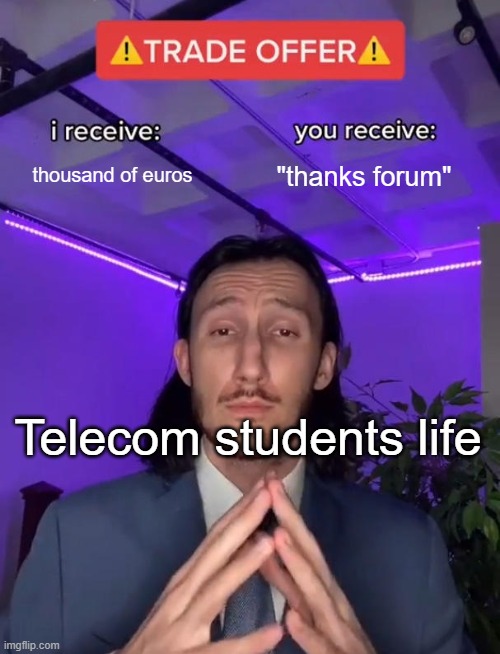 ⚠️TRADE OFFER⚠️
i receive:
you receive:
thousand of euros
"thanks forum"
Telecom students life
imgflip.com